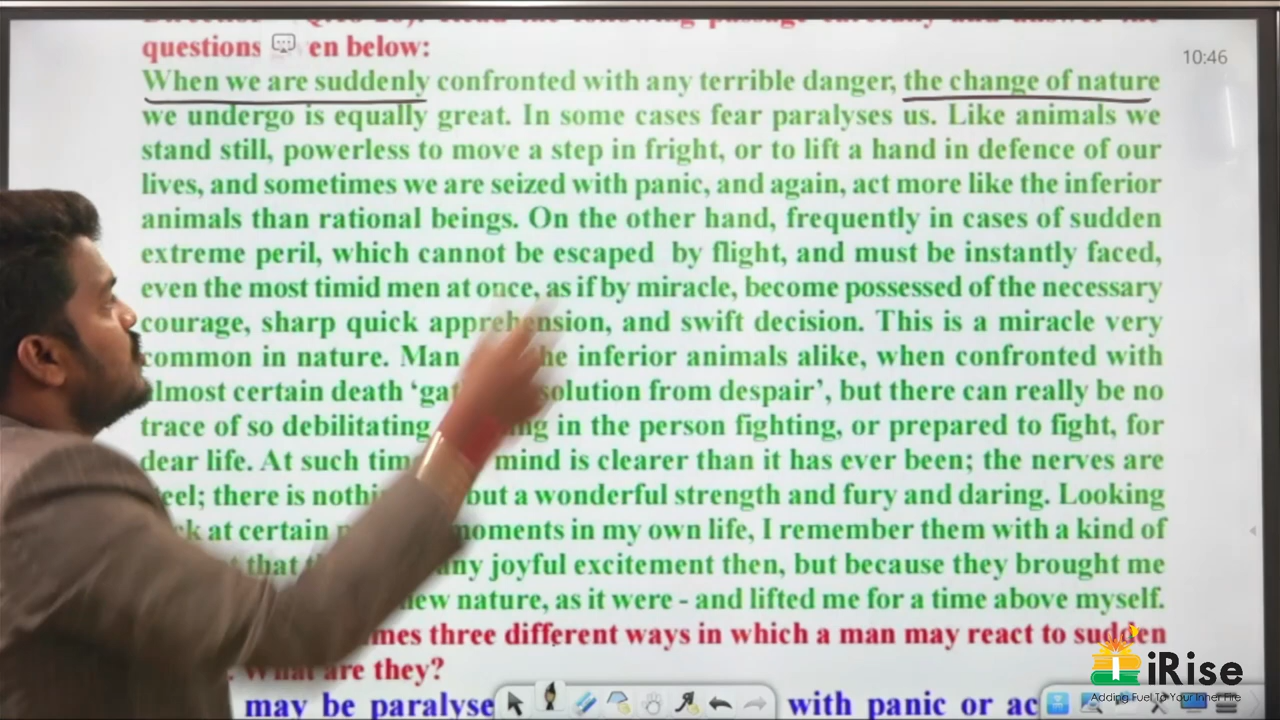 questions en below:
10:46
When we are suddenly confronted with any terrible danger, the change of nature
we undergo is equally great. In some cases fear paralyses us. Like animals we
stand still, powerless to move a step in fright, or to lift a hand in defence of our
lives, and sometimes we are seized with panic, and again, act more like the inferior
animals than rational beings. On the other hand, frequently in cases of sudden
extreme peril, which cannot be escaped by flight, and must be instantly faced,
even the most timid men at once, as if by miracle, become possessed of the necessary
courage, sharp quick apprehension, and swift decision. This is a miracle very
common in nature. Man he inferior animals alike, when confronted with
almost certain death ‘gat solution from despair’, but there can really be no
trace of so debilitating ng in the person fighting, or prepared to fight, for
dear life. At such tim mind is clearer than it has ever been; the nerves are
eel; there is nothi but a wonderful strength and fury and daring. Looking
k at certain moments in my own life, I remember them with a kind of
that any joyful excitement then, but because they brought me
new nature, as it were - and lifted me for a time above myself.
mes three different ways in which a man may react to sudden
What are they?
may be paralyse with panic or ac
iRise
Adding Fuel To Your Inner Fire